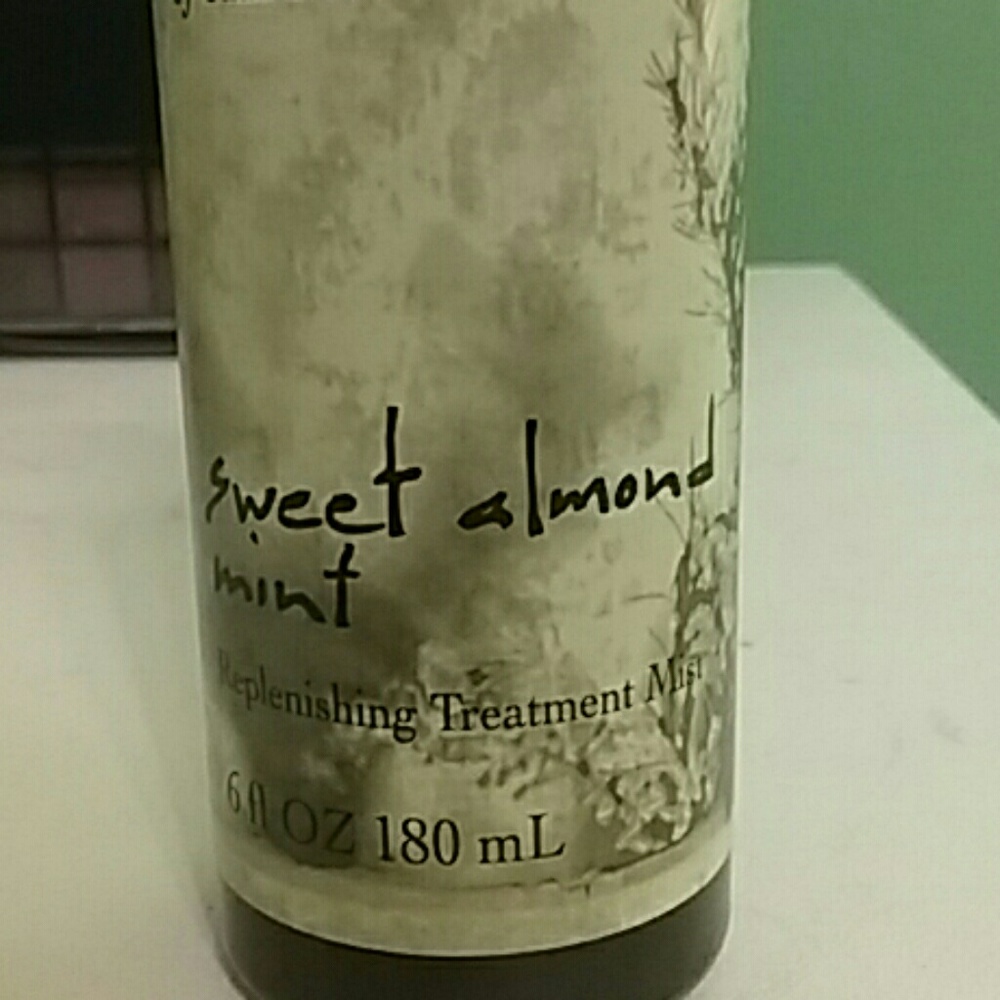 sweet almond
mint
Replenishing Treatment Mist
6 fl OZ 180 mL